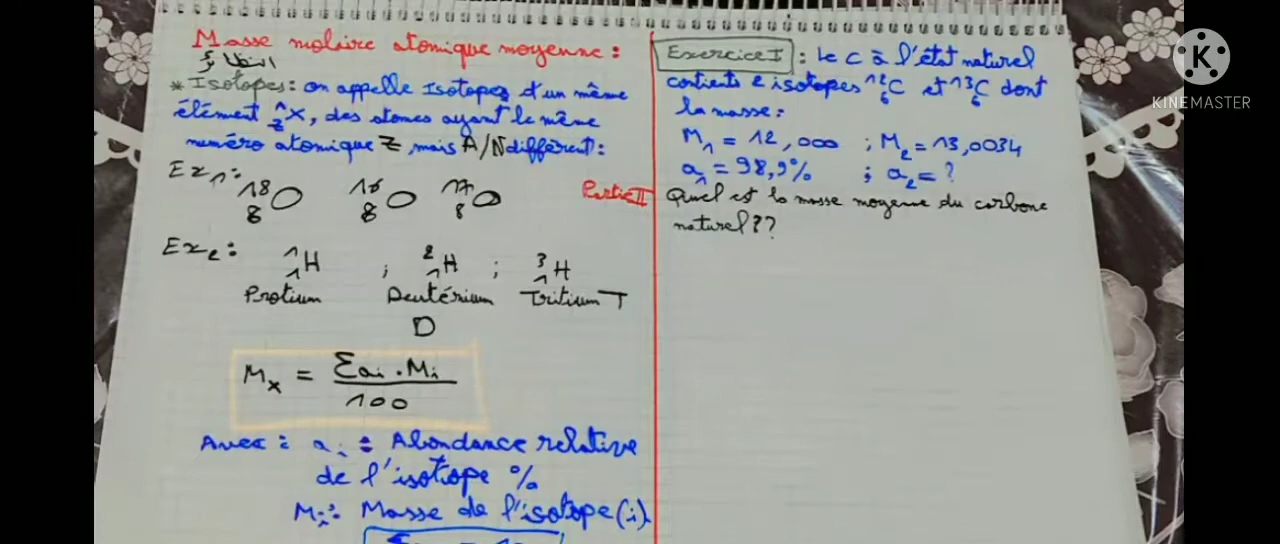 Masse molaire atomique moyenne :
النظائر
* Isotopes : on appelle Isotopes d'un même
élément ᴬ_Z X, des atomes ayant le même
numéro atomique Z, mais A/N différent :
Ex₁ : ¹⁸₈O ¹⁶₈O ¹⁷₈O
Partie II
Ex₂ : ¹₁H ; ²₁H ; ³₁H
Protium Deutérium Tritium T
D
Mx = Σai . Mi / 100
Avec : ai : Abondance relative
de l'isotope %
Mi : Masse de l'isotope (i).
Exercice I : Le C à l'état naturel
contients 2 isotopes ¹²₆C et ¹³₆C dont
la masse :
M₁ = 12,000 ; M₂ = 13,0034
a₁ = 98,9% ; a₂ = ?
Quel est la masse moyenne du carbone
naturel ??
K
KINEMASTER